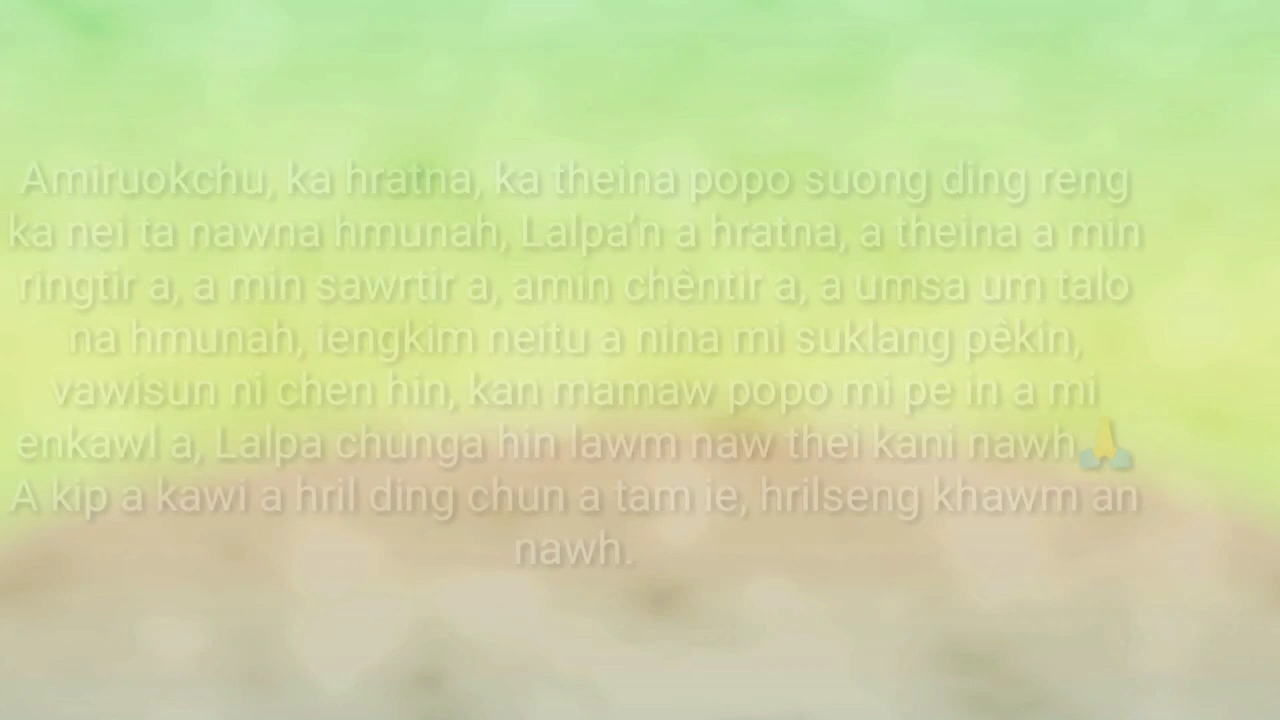 Amiruokchu, ka hratna, ka theina popo suong ding reng
ka nei ta nawna hmunah, Lalpa’n a hratna, a theina a min
ringtir a, a min sawrtir a, amin chèntir a, a umsa um talo
na hmunah, iengkim neitu a nina mi suklang pêkin,
vawisun ni chen hin, kan mamaw popo mi pe in a mi
enkawl a, Lalpa chunga hin lawm naw thei kani nawh🙏
A kip a kawi a hril ding chun a tam ie, hrilseng khawm an
nawh.